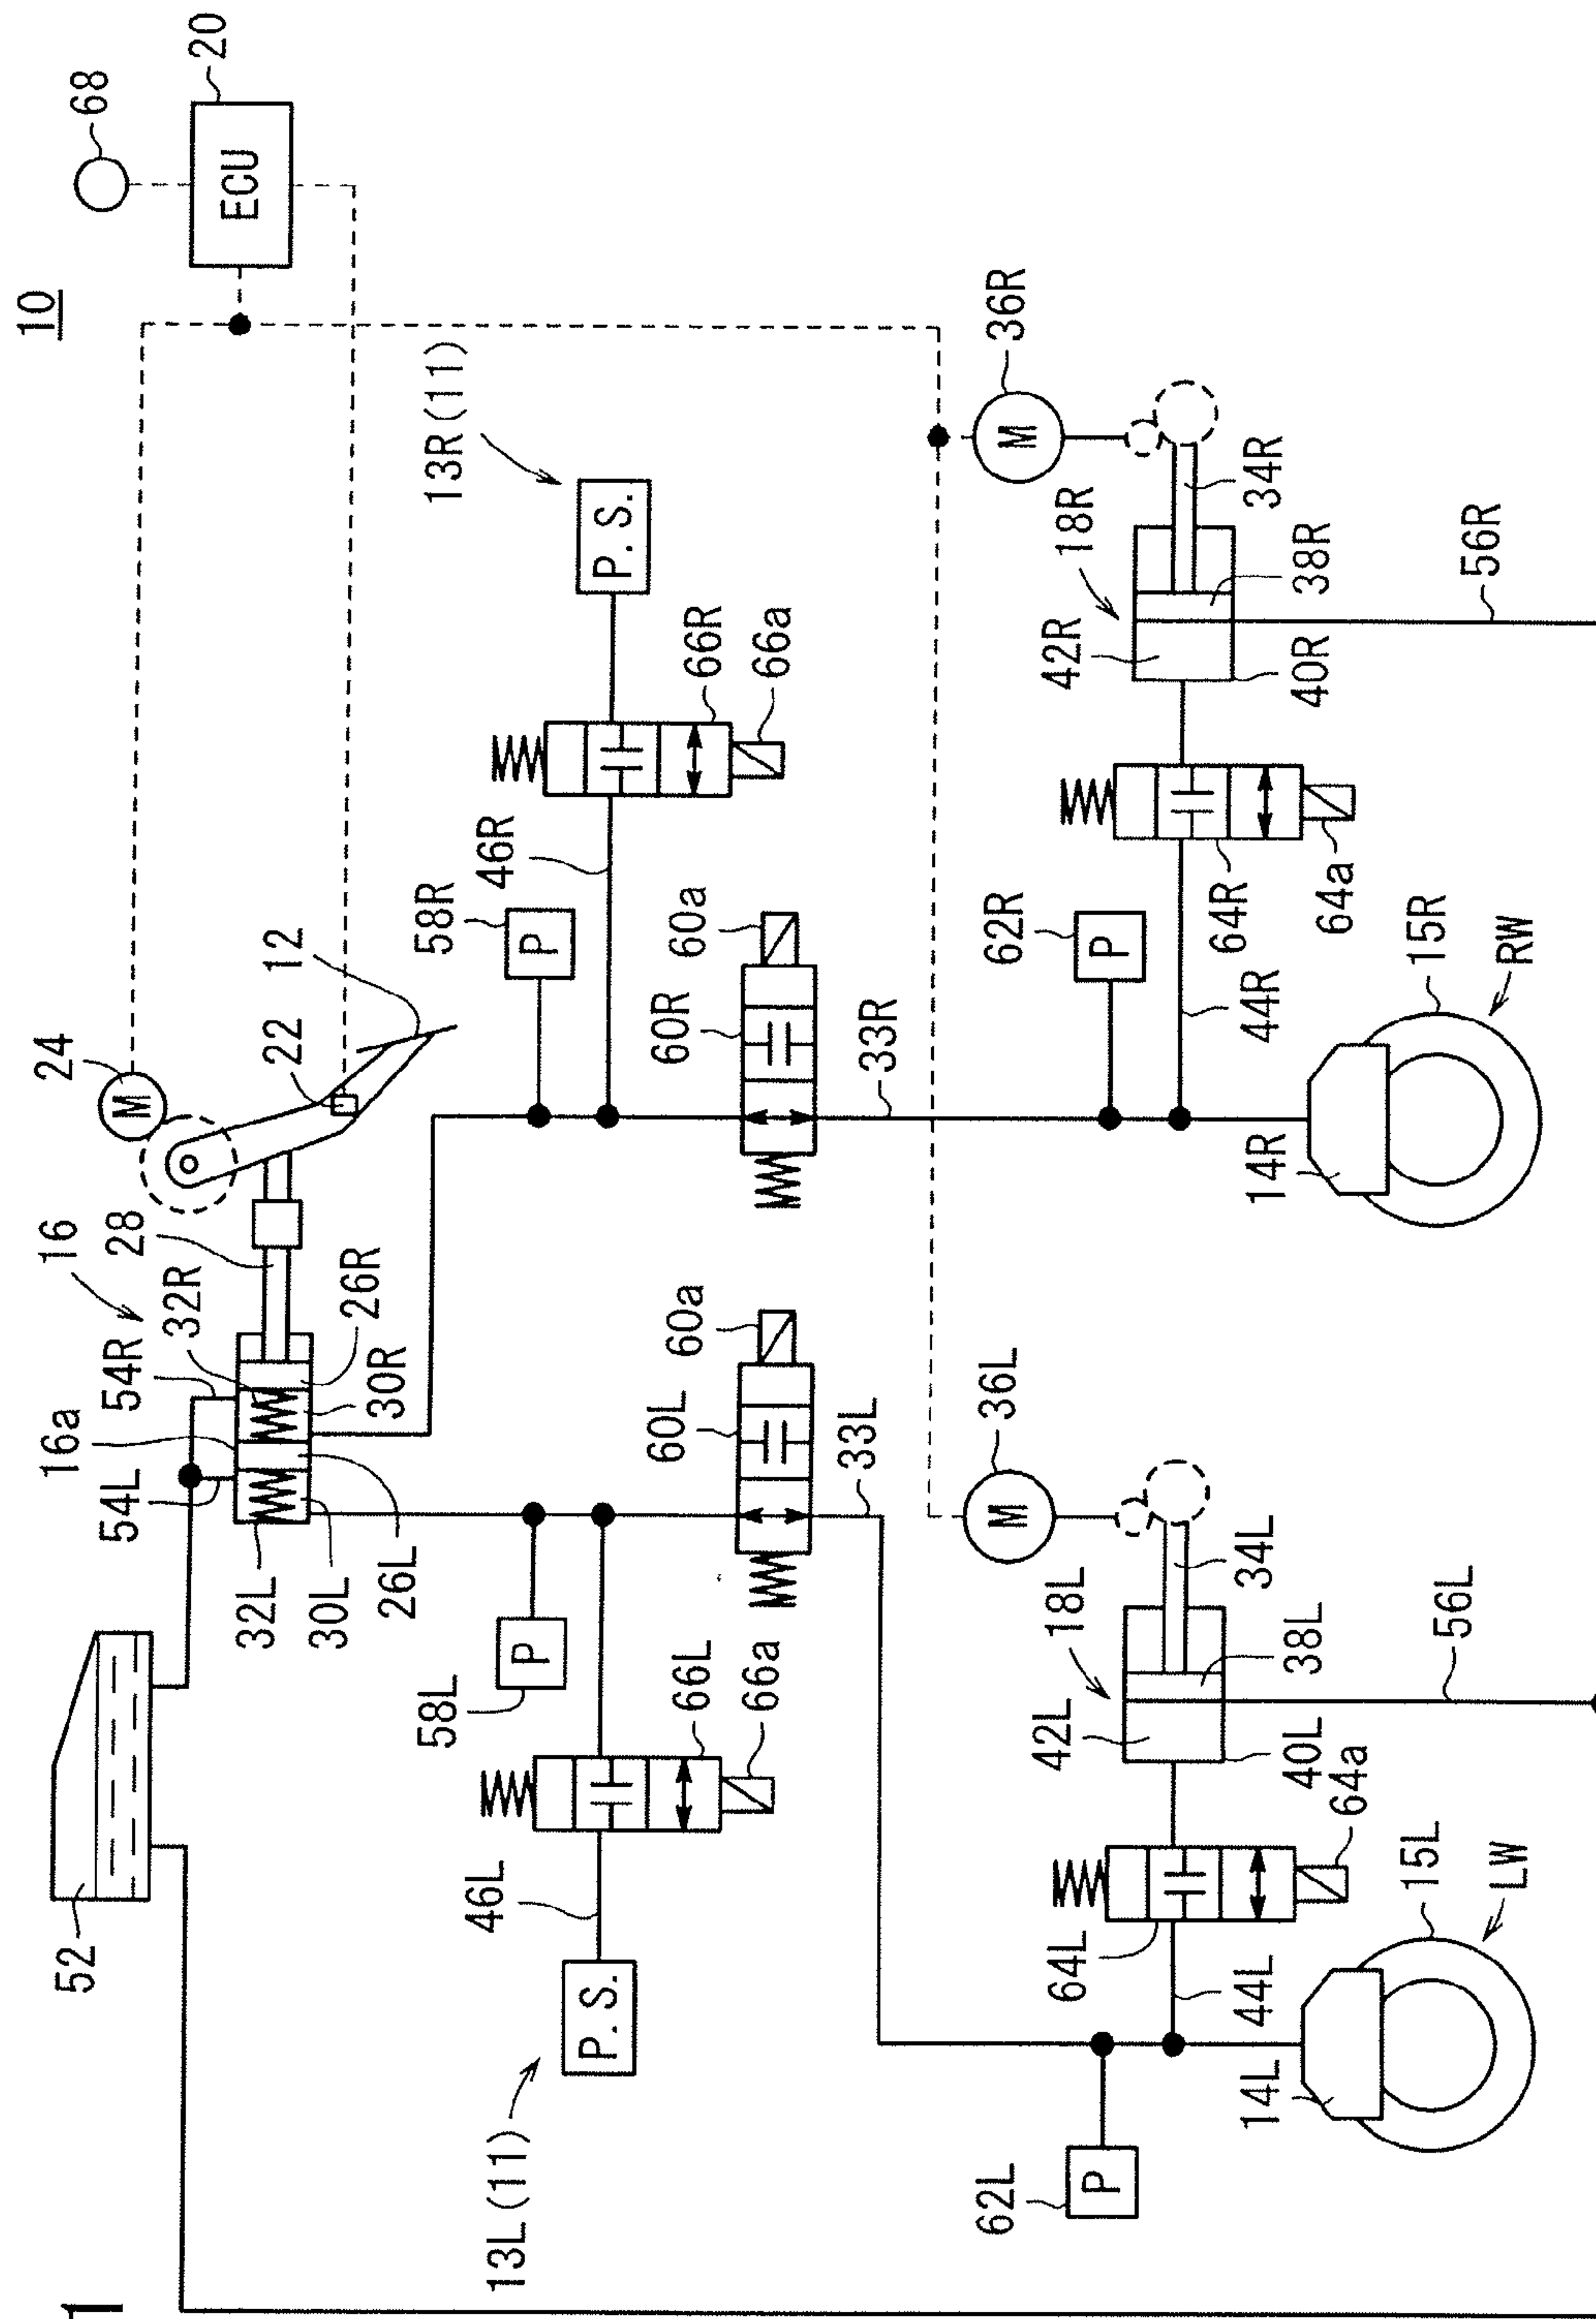 10
68
20
ECU
24
M
22
12
16
28
54R
32R
16a
54L
26R
30R
32L
30L
26L
52
13R(11)
P.S.
58R
P
46R
66R
66a
60R
60a
33R
58L
P
66L
66a
46L
60L
60a
33L
13L(11)
P.S.
36R
M
18R
34R
38R
42R
40R
56R
62R
P
64R
64a
44R
15R
RW
14R
36L
M
18L
34L
38L
42L
40L
56L
64a
64L
44L
15L
LW
14L
62L
P
1